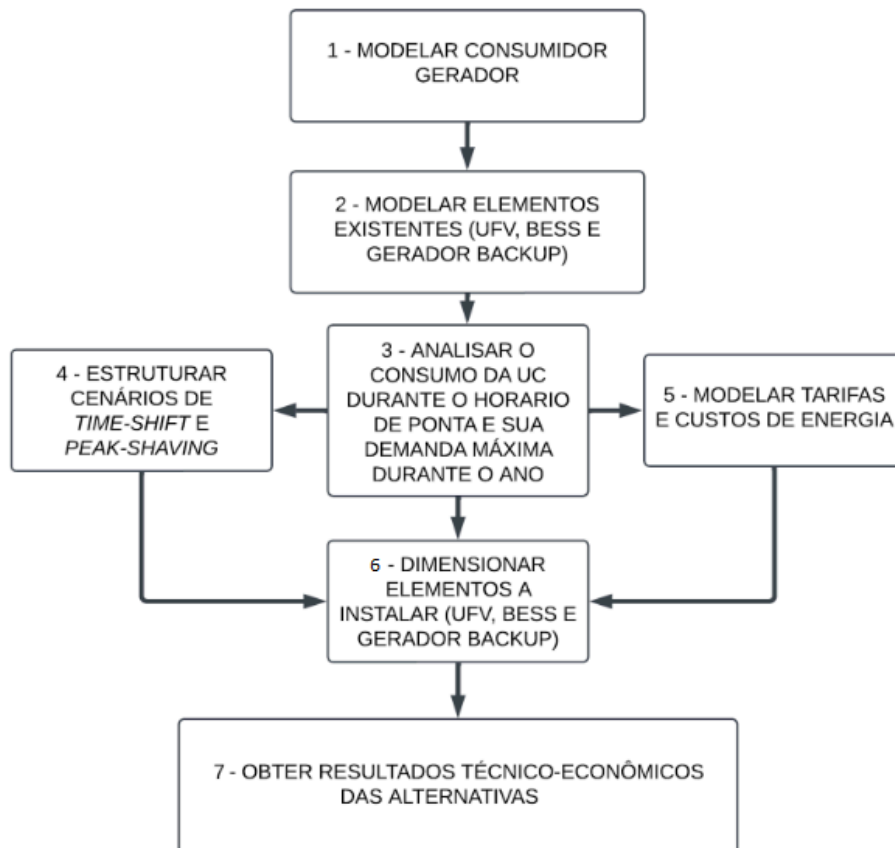 1 - MODELAR CONSUMIDOR
GERADOR
2 - MODELAR ELEMENTOS
EXISTENTES (UFV, BESS E
GERADOR BACKUP)
3 - ANALISAR O
CONSUMO DA UC
DURANTE O HORARIO
DE PONTA E SUA
DEMANDA MÁXIMA
DURANTE O ANO
4 - ESTRUTURAR
CENÁRIOS DE
TIME-SHIFT E
PEAK-SHAVING
5 - MODELAR TARIFAS
E CUSTOS DE ENERGIA
6 - DIMENSIONAR
ELEMENTOS A
INSTALAR (UFV, BESS E
GERADOR BACKUP)
7 - OBTER RESULTADOS TÉCNICO-ECONÔMICOS
DAS ALTERNATIVAS